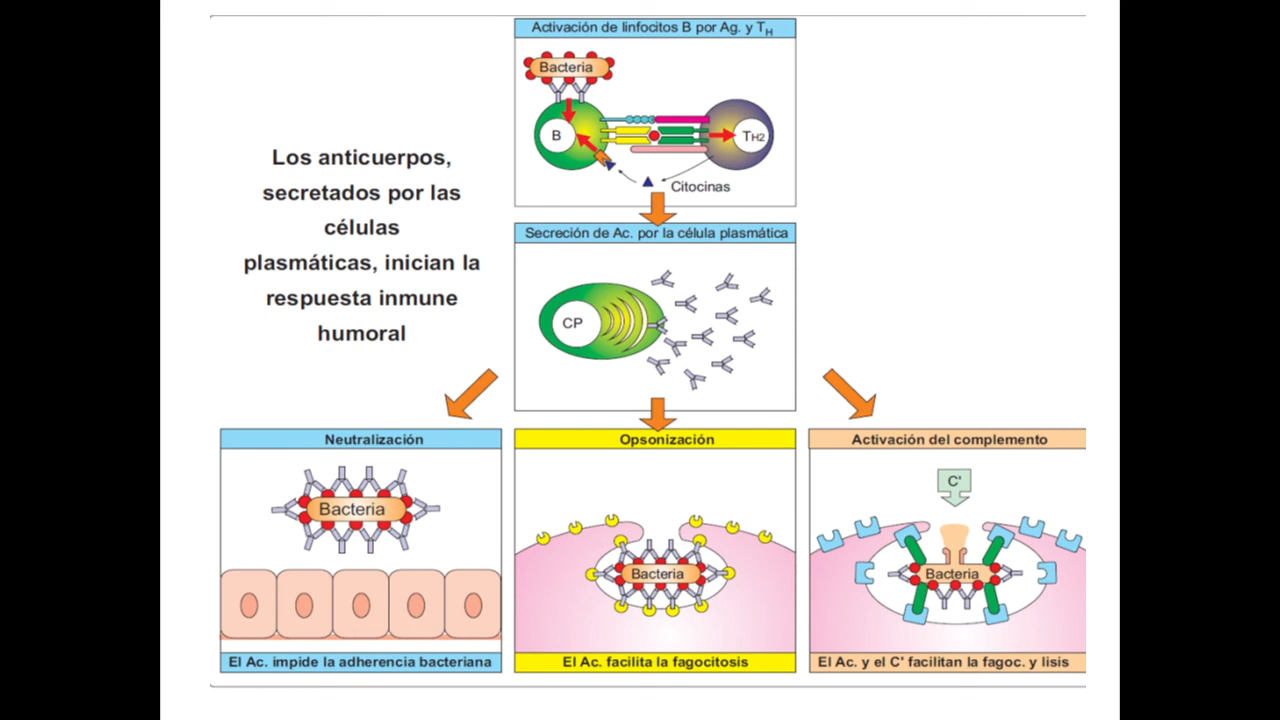 Activación de linfocitos B por Ag. y TH
Bacteria
B
TH2
Citocinas
Los anticuerpos,
secretados por las
células
plasmáticas, inician la
respuesta inmune
humoral
Secreción de Ac. por la célula plasmática
CP
Neutralización
Bacteria
El Ac. impide la adherencia bacteriana
Opsonización
Bacteria
El Ac. facilita la fagocitosis
Activación del complemento
C'
Bacteria
El Ac. y el C' facilitan la fagoc. y lisis